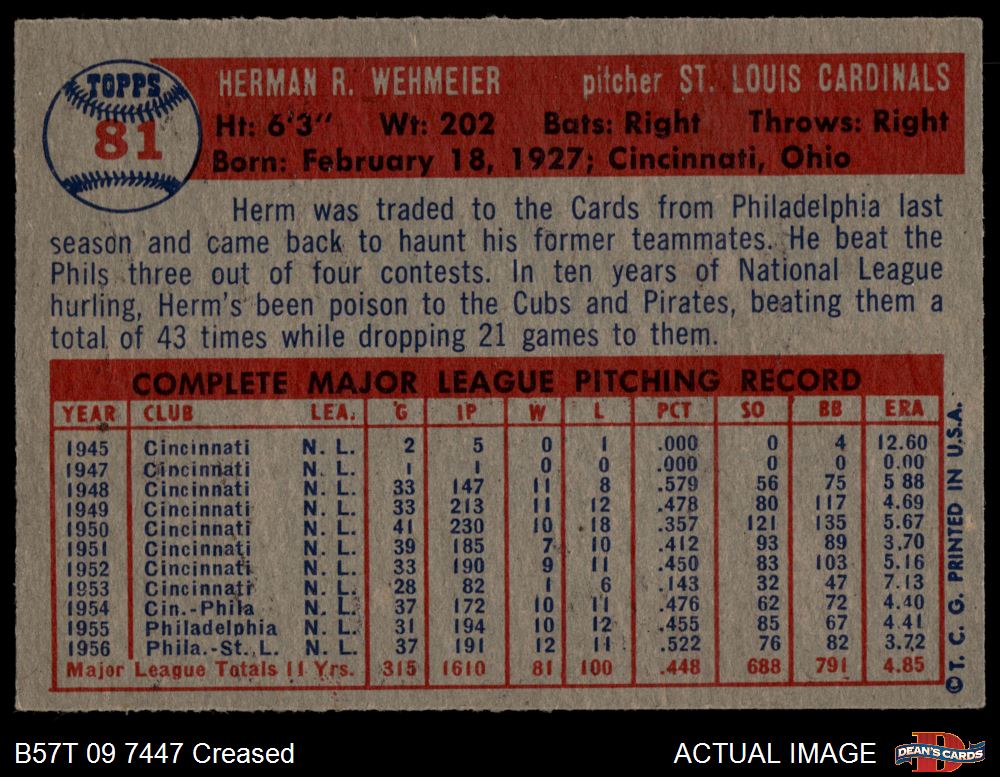 TOPPS
81
HERMAN R. WEHMEIER pitcher ST. LOUIS CARDINALS
Ht: 6'3" Wt: 202 Bats: Right Throws: Right
Born: February 18, 1927; Cincinnati, Ohio
Herm was traded to the Cards from Philadelphia last
season and came back to haunt his former teammates. He beat the
Phils three out of four contests. In ten years of National League
hurling, Herm's been poison to the Cubs and Pirates, beating them a
total of 43 times while dropping 21 games to them.
COMPLETE MAJOR LEAGUE PITCHING RECORD
YEAR CLUB LEA. G IP W L PCT SO BB ERA
1945 Cincinnati N. L. 2 5 0 1 .000 0 4 12.60
1947 Cincinnati N. L. 1 1 0 0 .000 0 0 0.00
1948 Cincinnati N. L. 33 147 11 8 .579 56 75 5 88
1949 Cincinnati N. L. 33 213 11 12 .478 80 117 4.69
1950 Cincinnati N. L. 41 230 10 18 .357 121 135 5.67
1951 Cincinnati N. L. 39 185 7 10 .412 93 89 3.70
1952 Cincinnati N. L. 33 190 9 11 .450 83 103 5.16
1953 Cincinnati N. L. 28 82 1 6 .143 32 47 7.13
1954 Cin.-Phila N. L. 37 172 10 11 .476 62 72 4.40
1955 Philadelphia N. L. 31 194 10 12 .455 85 67 4.41
1956 Phila.-St. L. N. L. 37 191 12 11 .522 76 82 3.72
Major League Totals 11 Yrs. 315 1610 81 100 .448 688 791 4.85
© T. C. G. PRINTED IN U.S.A.
B57T 09 7447 Creased ACTUAL IMAGE
DEAN'S CARDS